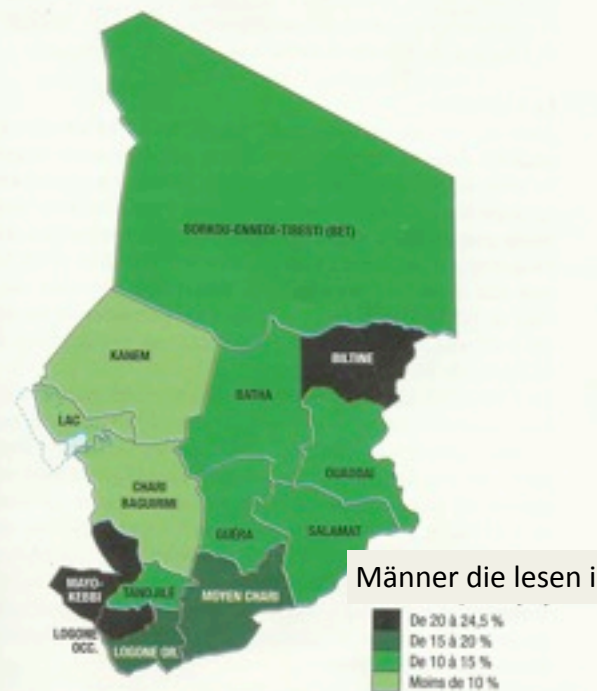 BORKOU-ENNEDI-TIBESTI (BET)
KANEM
BILTINE
BATHA
LAC
OUADDAI
CHARI
BAGUIRMI
GUÉRA
SALAMAT
MAYO-
KEBBI
TANDJILÉ
MOYEN CHARI
LOGONE
OCC.
LOGONE OR.
Männer die lesen i
De 20 à 24,5 %
De 15 à 20 %
De 10 à 15 %
Moins de 10 %